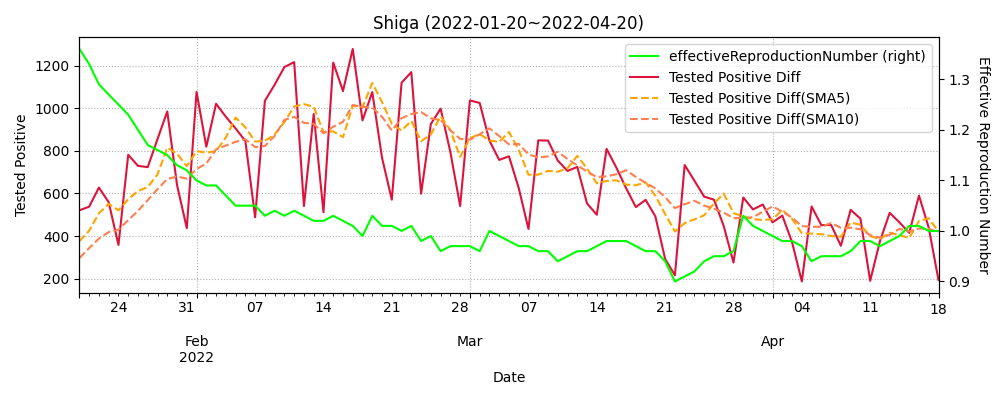 Shiga (2022-01-20~2022-04-20)
effectiveReproductionNumber (right)
Tested Positive Diff
Tested Positive Diff(SMA5)
Tested Positive Diff(SMA10)
Tested Positive
1200
1000
800
600
400
200
Effective Reproduction Number
1.3
1.2
1.1
1.0
0.9
24 31 07 14 21 28 07 14 21 28 04 11 18
Feb Mar Apr
2022
Date